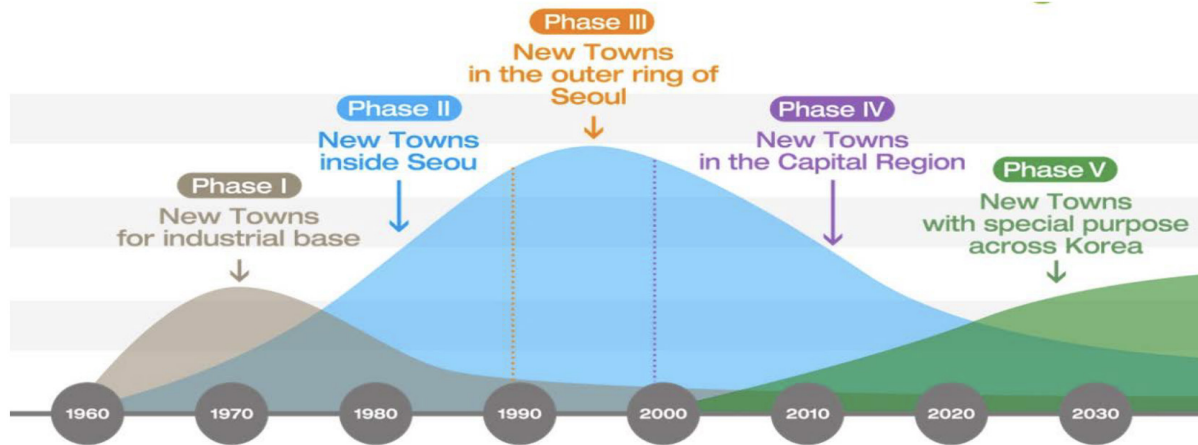 Phase III
New Towns
in the outer ring of
Seoul
Phase II
New Towns
inside Seou
Phase IV
New Towns
in the Capital Region
Phase I
New Towns
for industrial base
Phase V
New Towns
with special purpose
across Korea
1960
1970
1980
1990
2000
2010
2020
2030